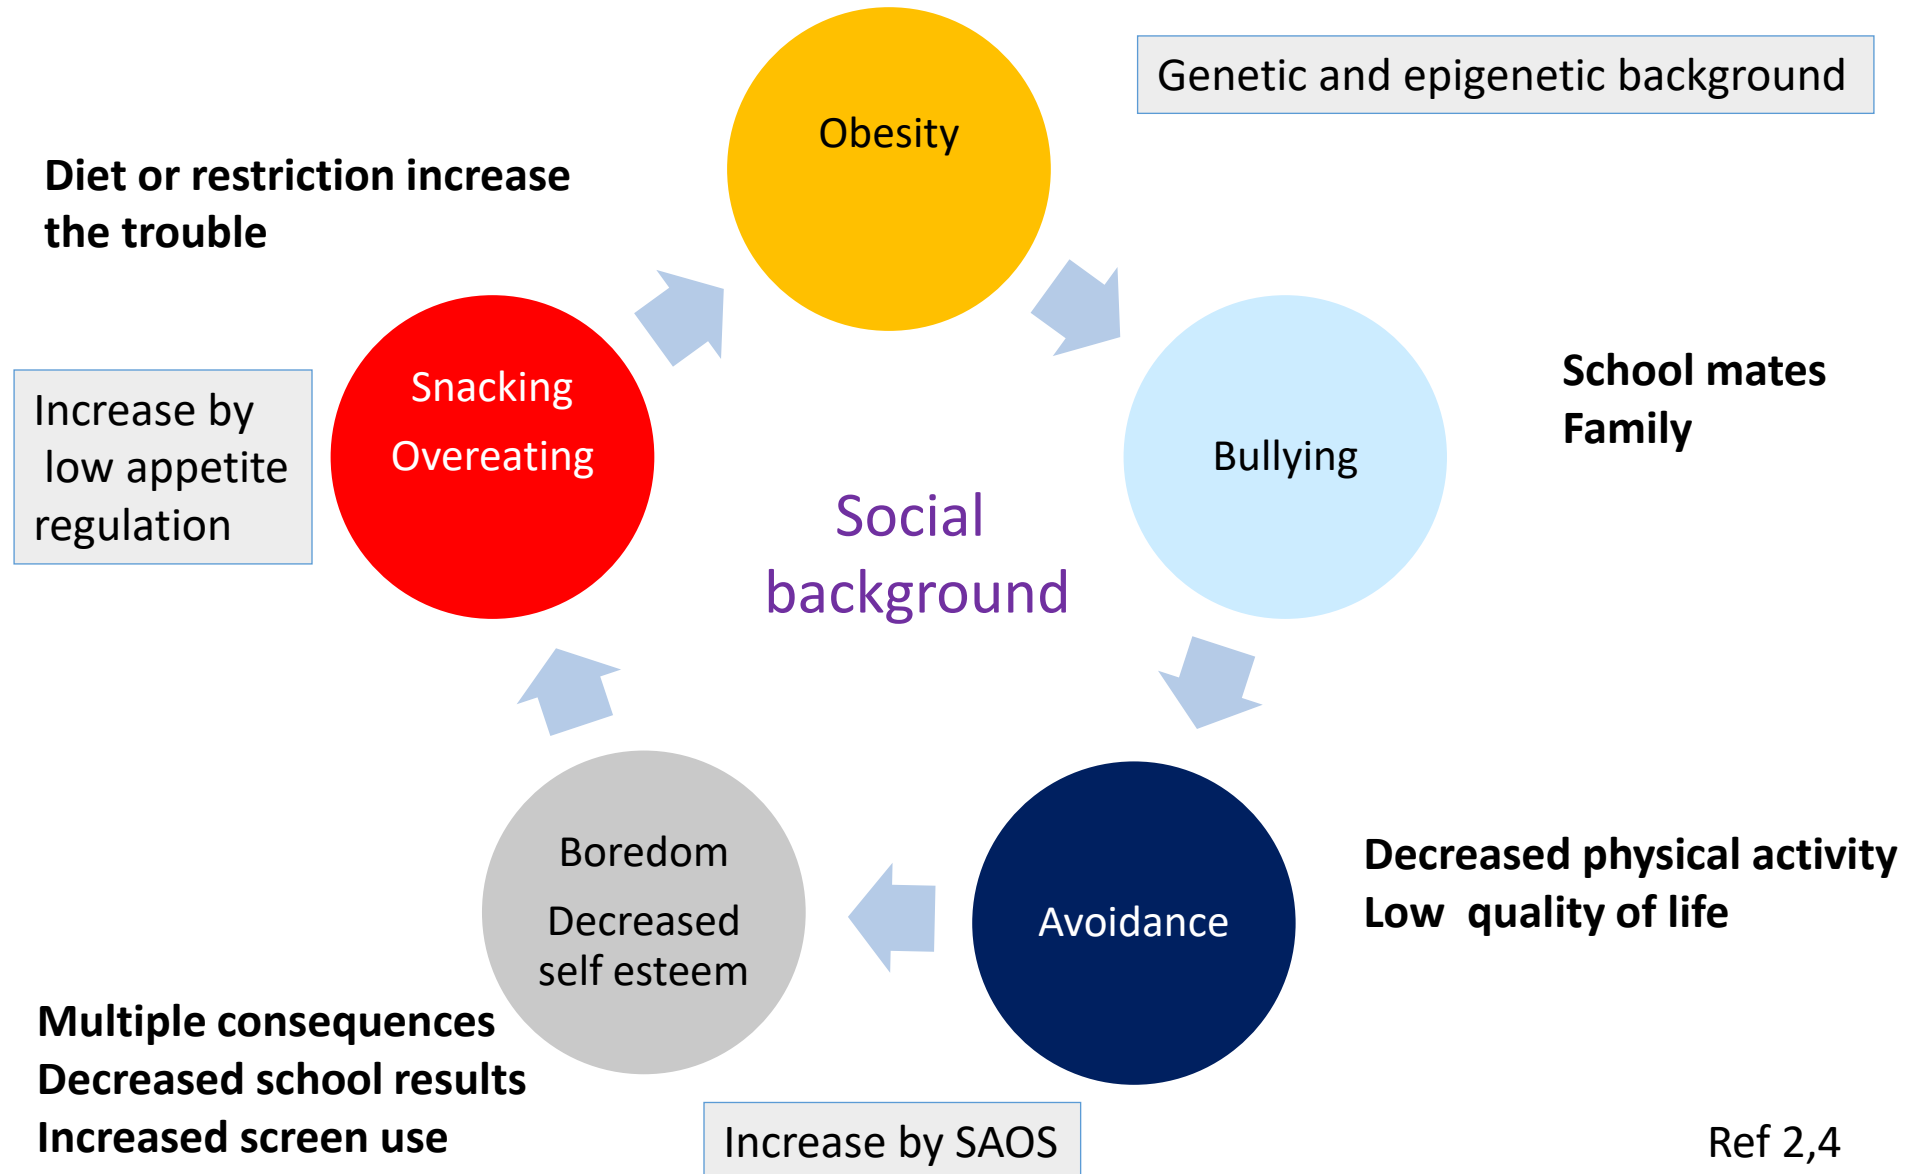 Obesity
Genetic and epigenetic background
Diet or restriction increase
the trouble
Snacking
Overeating
Increase by
low appetite
regulation
Bullying
School mates
Family
Social
background
Boredom
Decreased
self esteem
Avoidance
Decreased physical activity
Low quality of life
Multiple consequences
Decreased school results
Increased screen use
Increase by SAOS
Ref 2,4